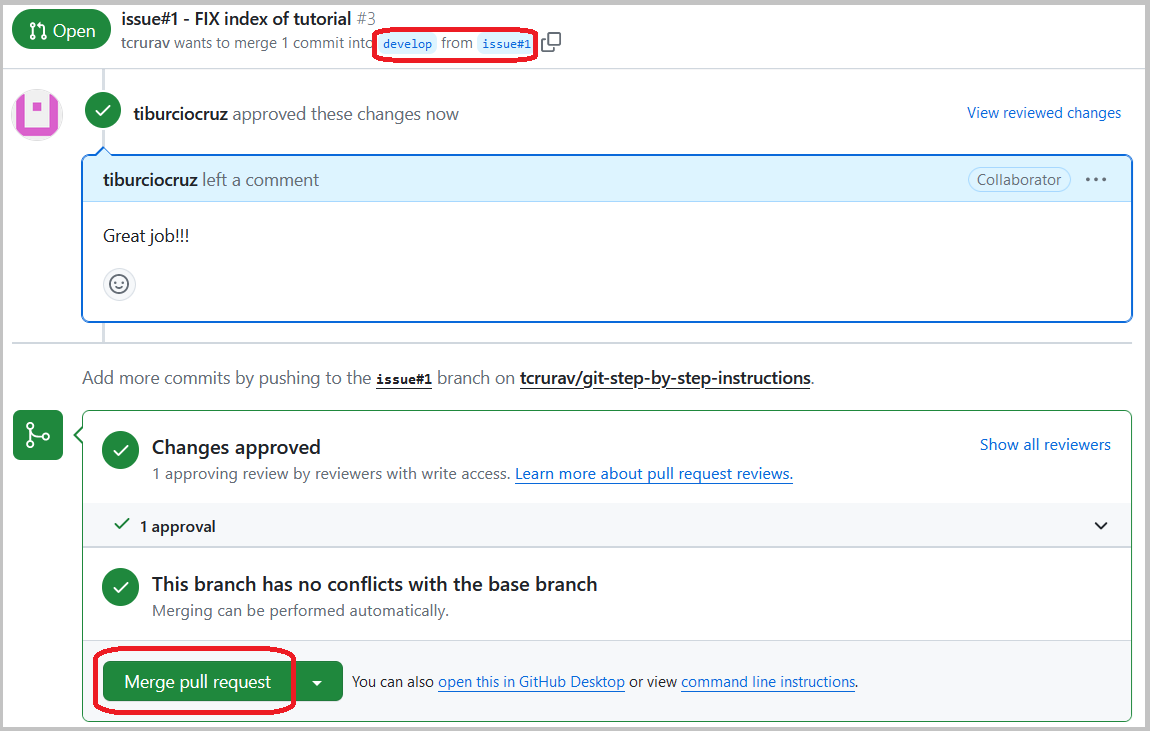 Open
issue#1 - FIX index of tutorial #3
tcrurav wants to merge 1 commit into develop from issue#1
tiburciocruz approved these changes now
View reviewed changes
tiburciocruz left a comment
Collaborator
Great job!!!
Add more commits by pushing to the issue#1 branch on tcrurav/git-step-by-step-instructions.
Changes approved
Show all reviewers
1 approving review by reviewers with write access. Learn more about pull request reviews.
1 approval
This branch has no conflicts with the base branch
Merging can be performed automatically.
Merge pull request
You can also open this in GitHub Desktop or view command line instructions.